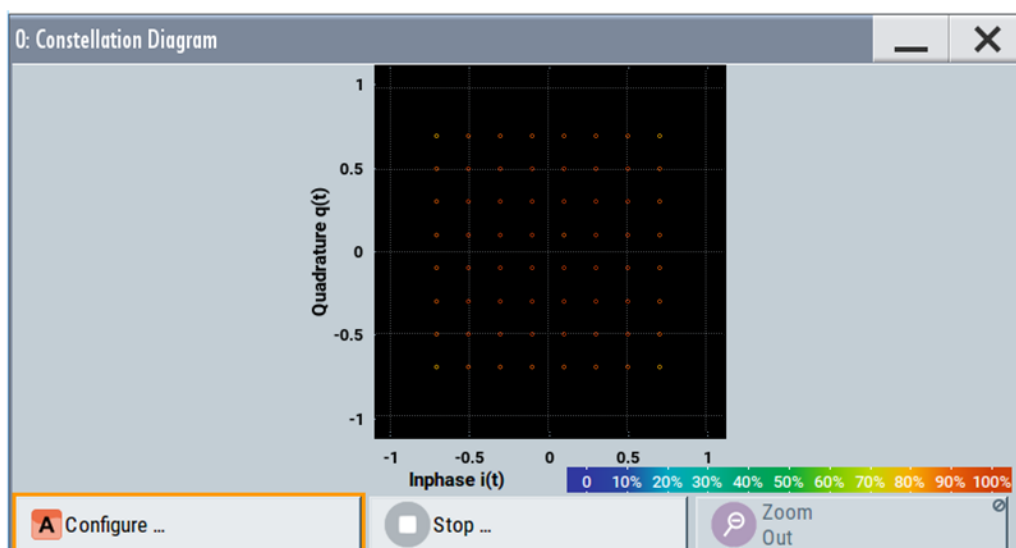 0: Constellation Diagram
1
0.5
0
-0.5
-1
Quadrature q(t)
-1 -0.5 0 0.5 1
Inphase i(t)
0 10% 20% 30% 40% 50% 60% 70% 80% 90% 100%
A Configure ...
Stop ...
Zoom
Out